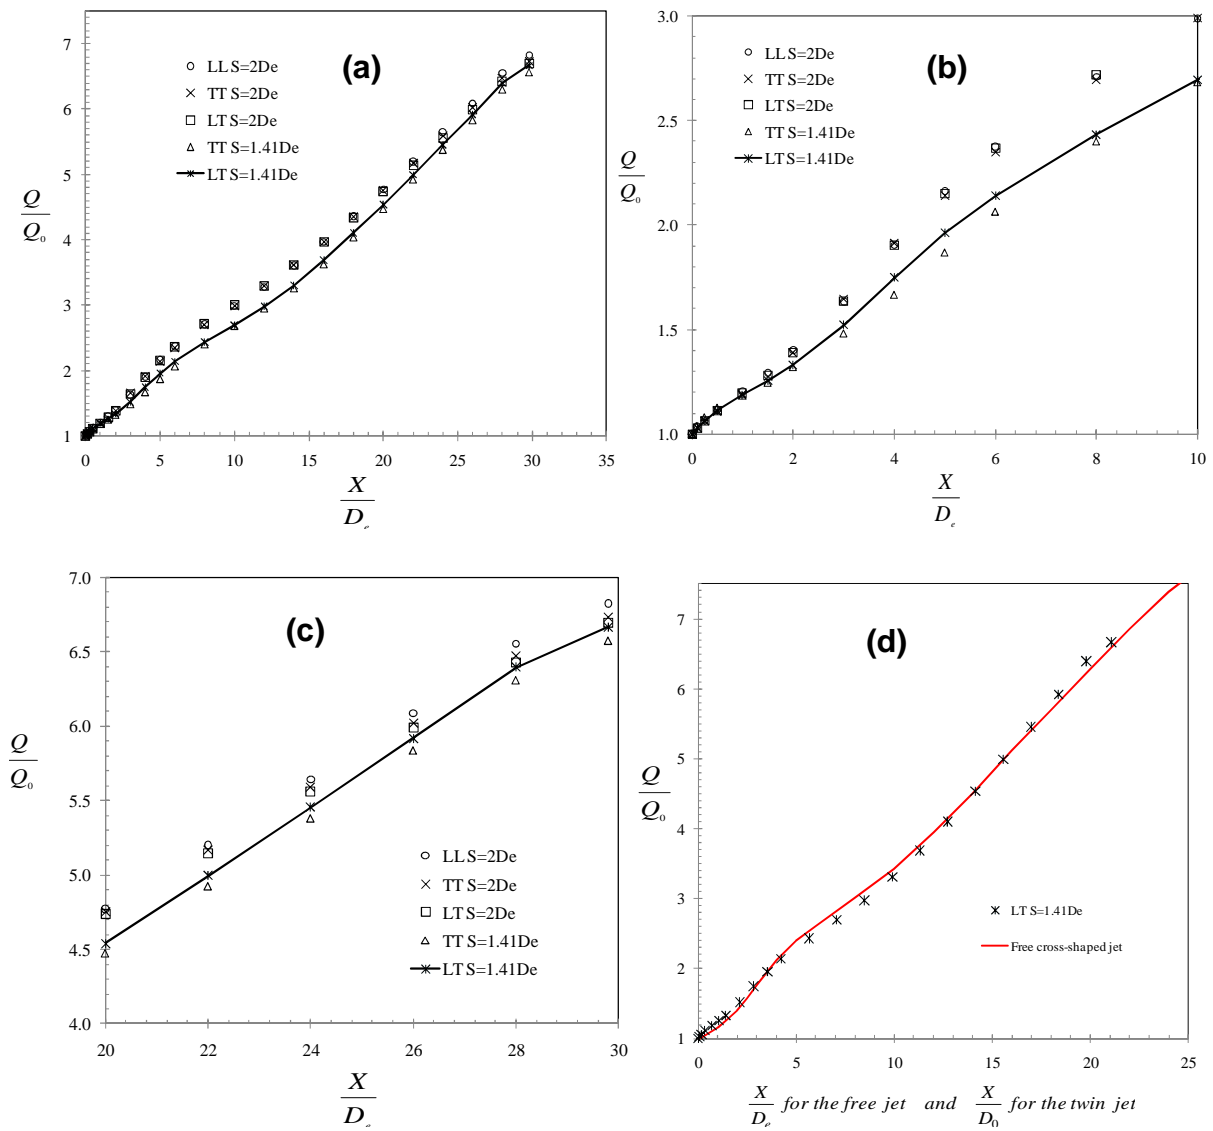 (a)
7
6
5
4
3
2
1
LL S=2De
TT S=2De
LT S=2De
TT S=1.41De
LT S=1.41De
Q
Q₀
0 5 10 15 20 25 30 35
X
Dₑ
(b)
3.0
2.5
2.0
1.5
1.0
LL S=2De
TT S=2De
LT S=2De
TT S=1.41De
LT S=1.41De
Q
Q₀
0 2 4 6 8 10
X
Dₑ
(c)
7.0
6.5
6.0
5.5
5.0
4.5
4.0
Q
Q₀
LL S=2De
TT S=2De
LT S=2De
TT S=1.41De
LT S=1.41De
20 22 24 26 28 30
X
Dₑ
(d)
7
6
5
4
3
2
1
Q
Q₀
LT S=1.41De
Free cross-shaped jet
0 5 10 15 20 25
X/Dₑ for the free jet and X/D₀ for the twin jet